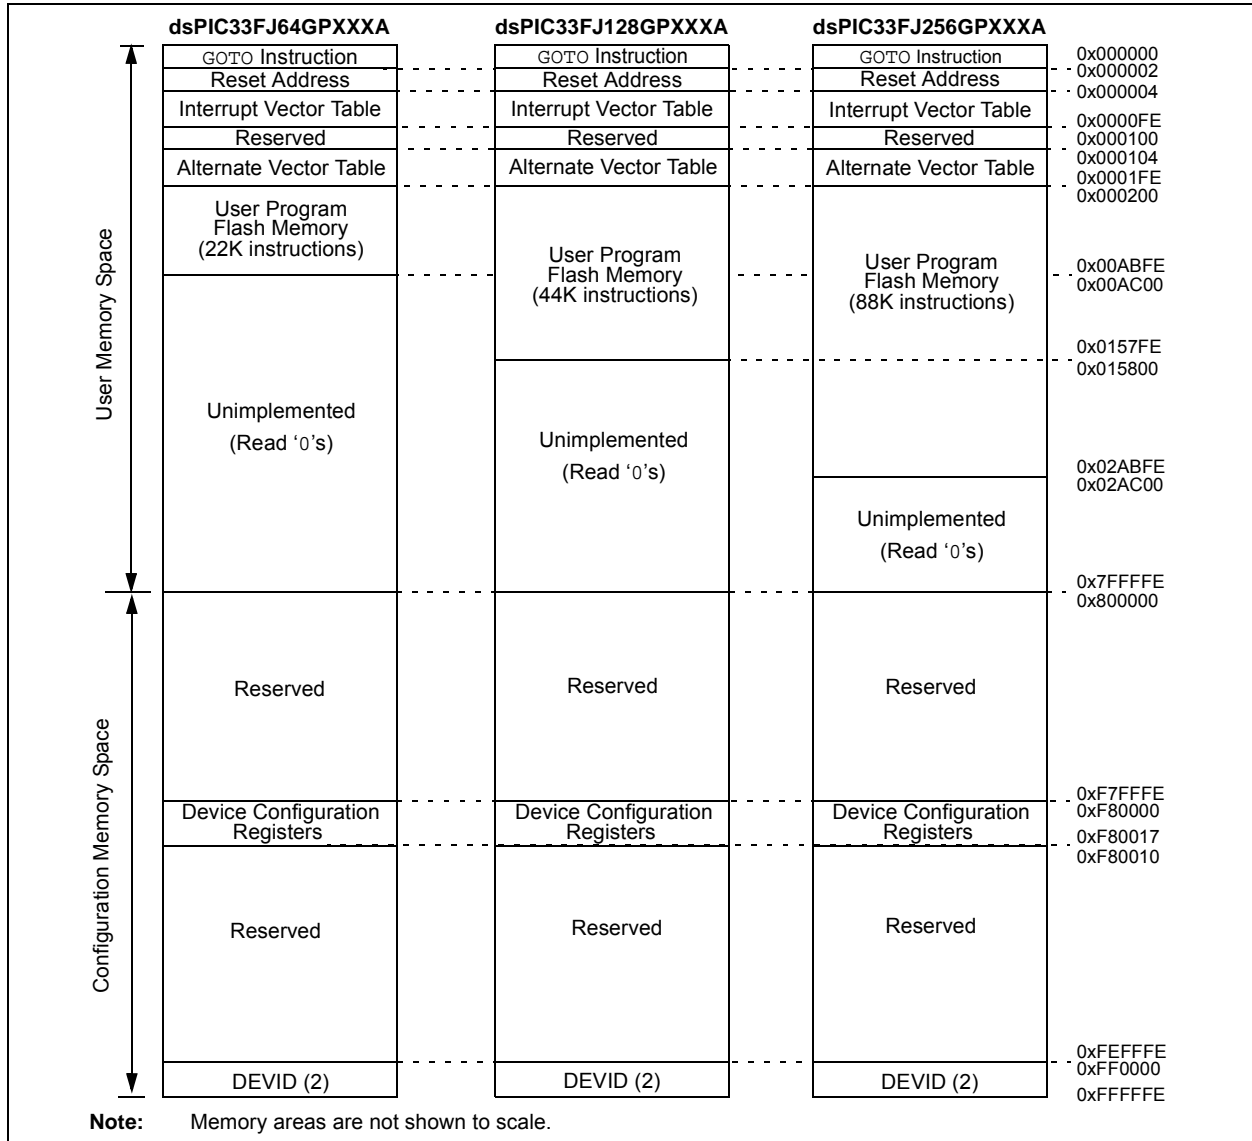 dsPIC33FJ64GPXXXA
GOTO Instruction
Reset Address
Interrupt Vector Table
Reserved
Alternate Vector Table
User Program
Flash Memory
(22K instructions)
Unimplemented
(Read ‘0’s)
Reserved
Device Configuration
Registers
Reserved
DEVID (2)
dsPIC33FJ128GPXXXA
GOTO Instruction
Reset Address
Interrupt Vector Table
Reserved
Alternate Vector Table
User Program
Flash Memory
(44K instructions)
Unimplemented
(Read ‘0’s)
Reserved
Device Configuration
Registers
Reserved
DEVID (2)
dsPIC33FJ256GPXXXA
GOTO Instruction
Reset Address
Interrupt Vector Table
Reserved
Alternate Vector Table
User Program
Flash Memory
(88K instructions)
Unimplemented
(Read ‘0’s)
Reserved
Device Configuration
Registers
Reserved
DEVID (2)
0x000000
0x000002
0x000004
0x0000FE
0x000100
0x000104
0x0001FE
0x000200
0x00ABFE
0x00AC00
0x0157FE
0x015800
0x02ABFE
0x02AC00
0x7FFFFE
0x800000
0xF7FFFE
0xF80000
0xF80017
0xF80010
0xFEFFFE
0xFF0000
0xFFFFFE
User Memory Space
Configuration Memory Space
Note: Memory areas are not shown to scale.